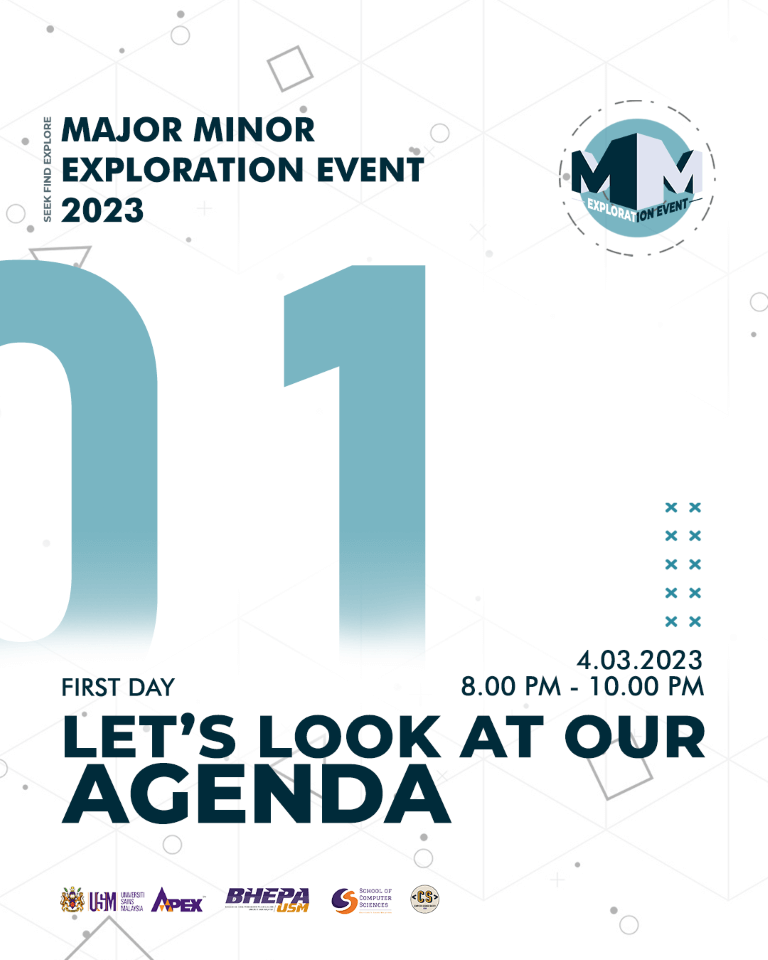 SEEK FIND EXPLORE
MAJOR MINOR
EXPLORATION EVENT
2023
MM
EXPLORATION EVENT
01
4.03.2023
FIRST DAY
8.00 PM - 10.00 PM
LET'S LOOK AT OUR
AGENDA
USM
UNIVERSITI
SAINS
MALAYSIA
APEX
BHEPA
USM
SCHOOL OF
COMPUTER
SCIENCES
CS